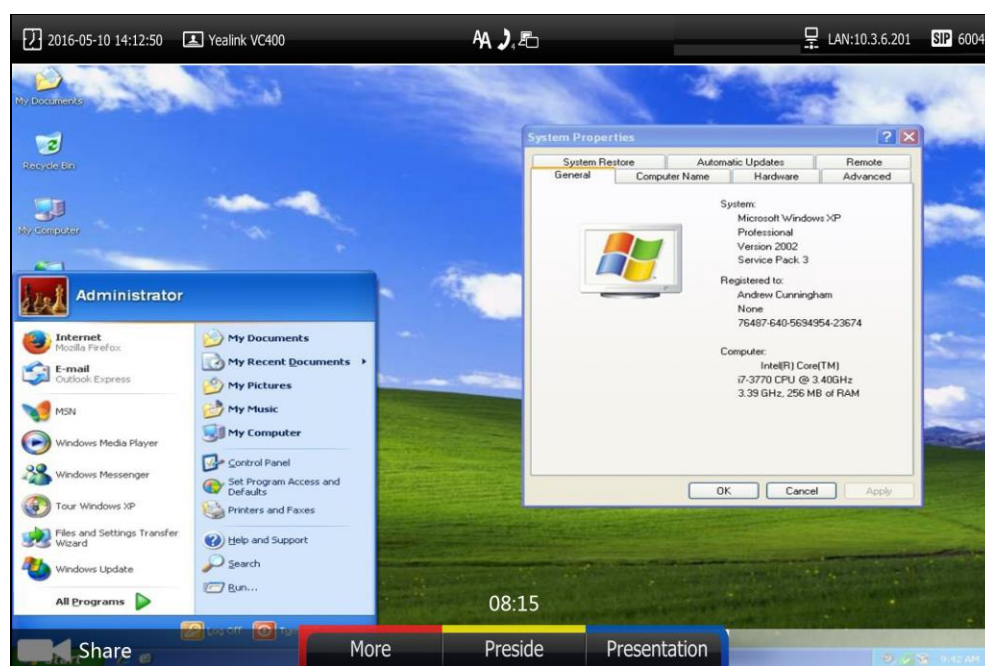 2016-05-10 14:12:50 Yealink VC400 AA 4 LAN:10.3.6.201 SIP 6004
My Documents
Recycle Bin
My Computer
System Properties
System Restore Automatic Updates Remote
General Computer Name Hardware Advanced
System:
Microsoft Windows XP
Professional
Version 2002
Service Pack 3
Registered to:
Andrew Cunningham
None
76487-640-5694954-23674
Computer:
Intel(R) Core(TM)
i7-3770 CPU @ 3.40GHz
3.39 GHz, 256 MB of RAM
OK Cancel Apply
Administrator
Internet
Mozilla Firefox
E-mail
Outlook Express
MSN
Windows Media Player
Windows Messenger
Tour Windows XP
Files and Settings Transfer
Wizard
Windows Update
All Programs
My Documents
My Recent Documents
My Pictures
My Music
My Computer
Control Panel
Set Program Access and
Defaults
Printers and Faxes
Help and Support
Search
Run...
Log Off
08:15
Share More Preside Presentation
start 9:42 AM